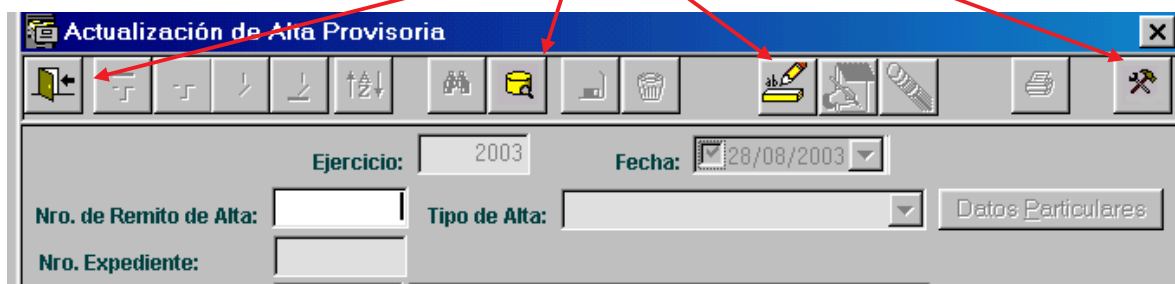 Actualización de Alta Provisoria
Ejercicio: 2003 Fecha: 28/08/2003
Nro. de Remito de Alta: Tipo de Alta: Datos Particulares
Nro. Expediente: